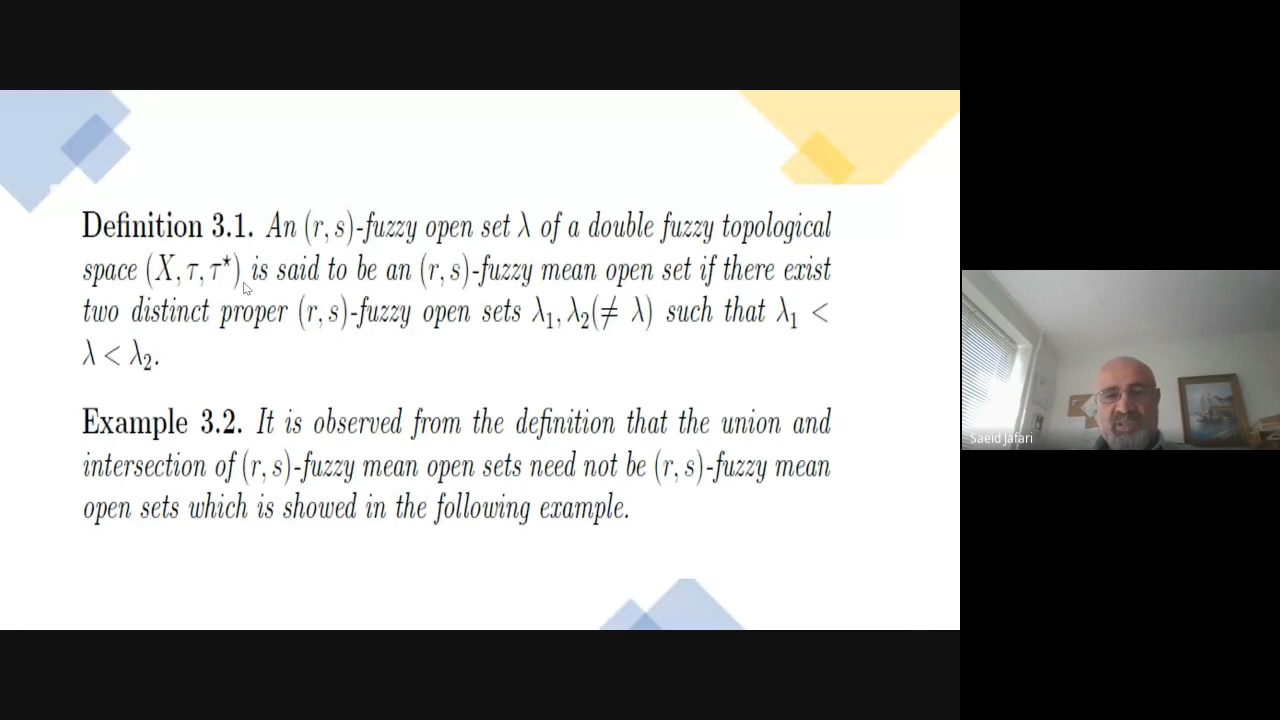 Definition 3.1. An (r, s)-fuzzy open set λ of a double fuzzy topological
space (X, τ, τ⋆) is said to be an (r, s)-fuzzy mean open set if there exist
two distinct proper (r, s)-fuzzy open sets λ₁, λ₂(≠ λ) such that λ₁ <
λ < λ₂.
Example 3.2. It is observed from the definition that the union and
intersection of (r, s)-fuzzy mean open sets need not be (r, s)-fuzzy mean
open sets which is showed in the following example.
Saeid Jafari